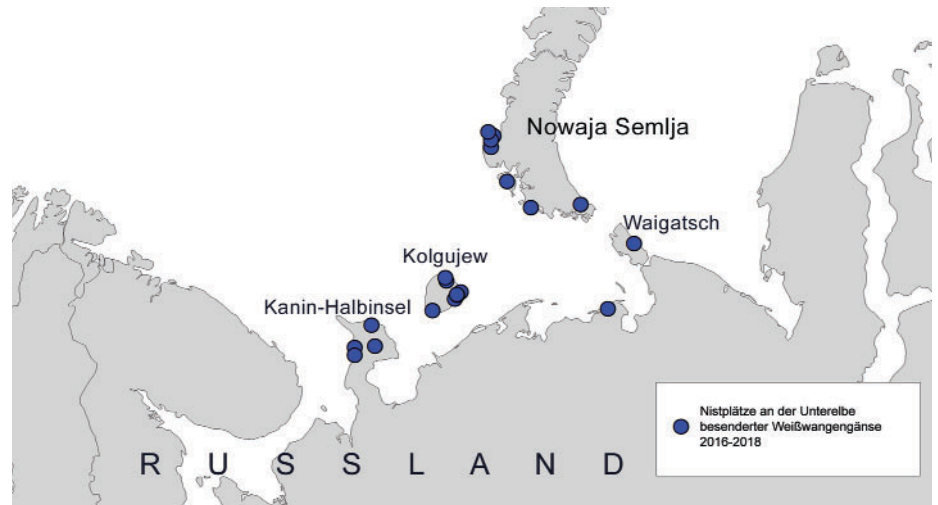 Nowaja Semlja
Waigatsch
Kolgujew
Kanin-Halbinsel
Nistplätze an der Unterelbe
besenderter Weißwangengänse
2016-2018
R U S S L A N D